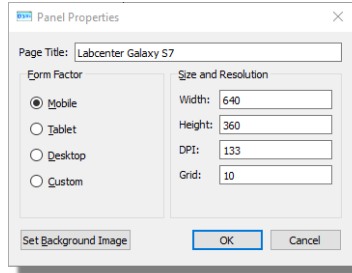 Panel Properties
Page Title: Labcenter Galaxy S7
Form Factor
Mobile
Tablet
Desktop
Custom
Size and Resolution
Width: 640
Height: 360
DPI: 133
Grid: 10
Set Background Image
OK
Cancel